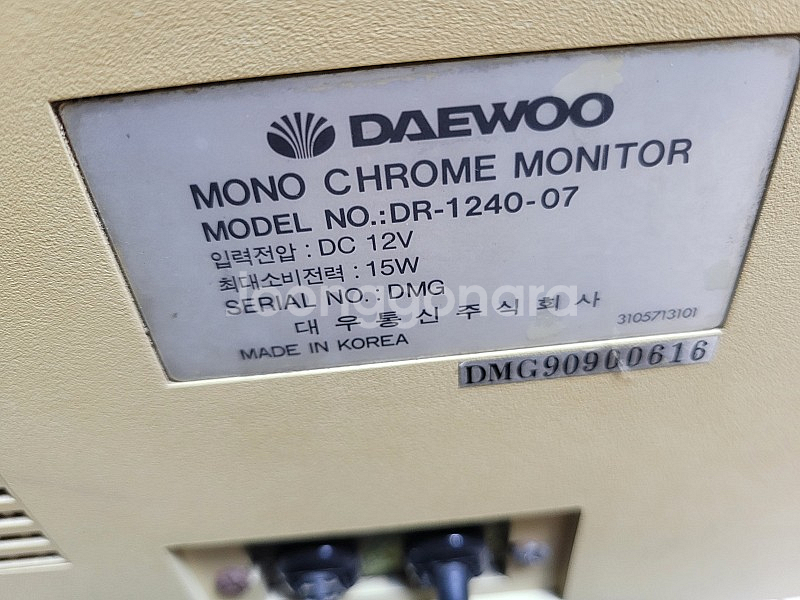 DAEWOO
MONO CHROME MONITOR
MODEL NO.:DR-1240-07
입력전압 : DC 12V
최대소비전력 : 15W
SERIAL NO.: DMG
Joonggonara
대우통신주식회사
3105713101
MADE IN KOREA
DMG90900616